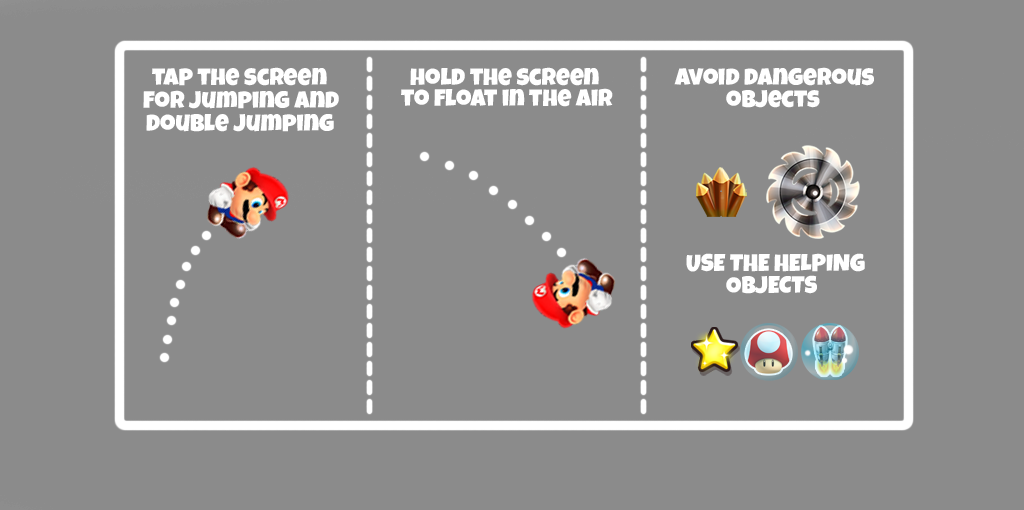 TAP THE SCREEN
FOR JUMPING AND
DOUBLE JUMPING
HOLD THE SCREEN
TO FLOAT IN THE AIR
AVOID DANGEROUS
OBJECTS
USE THE HELPING
OBJECTS